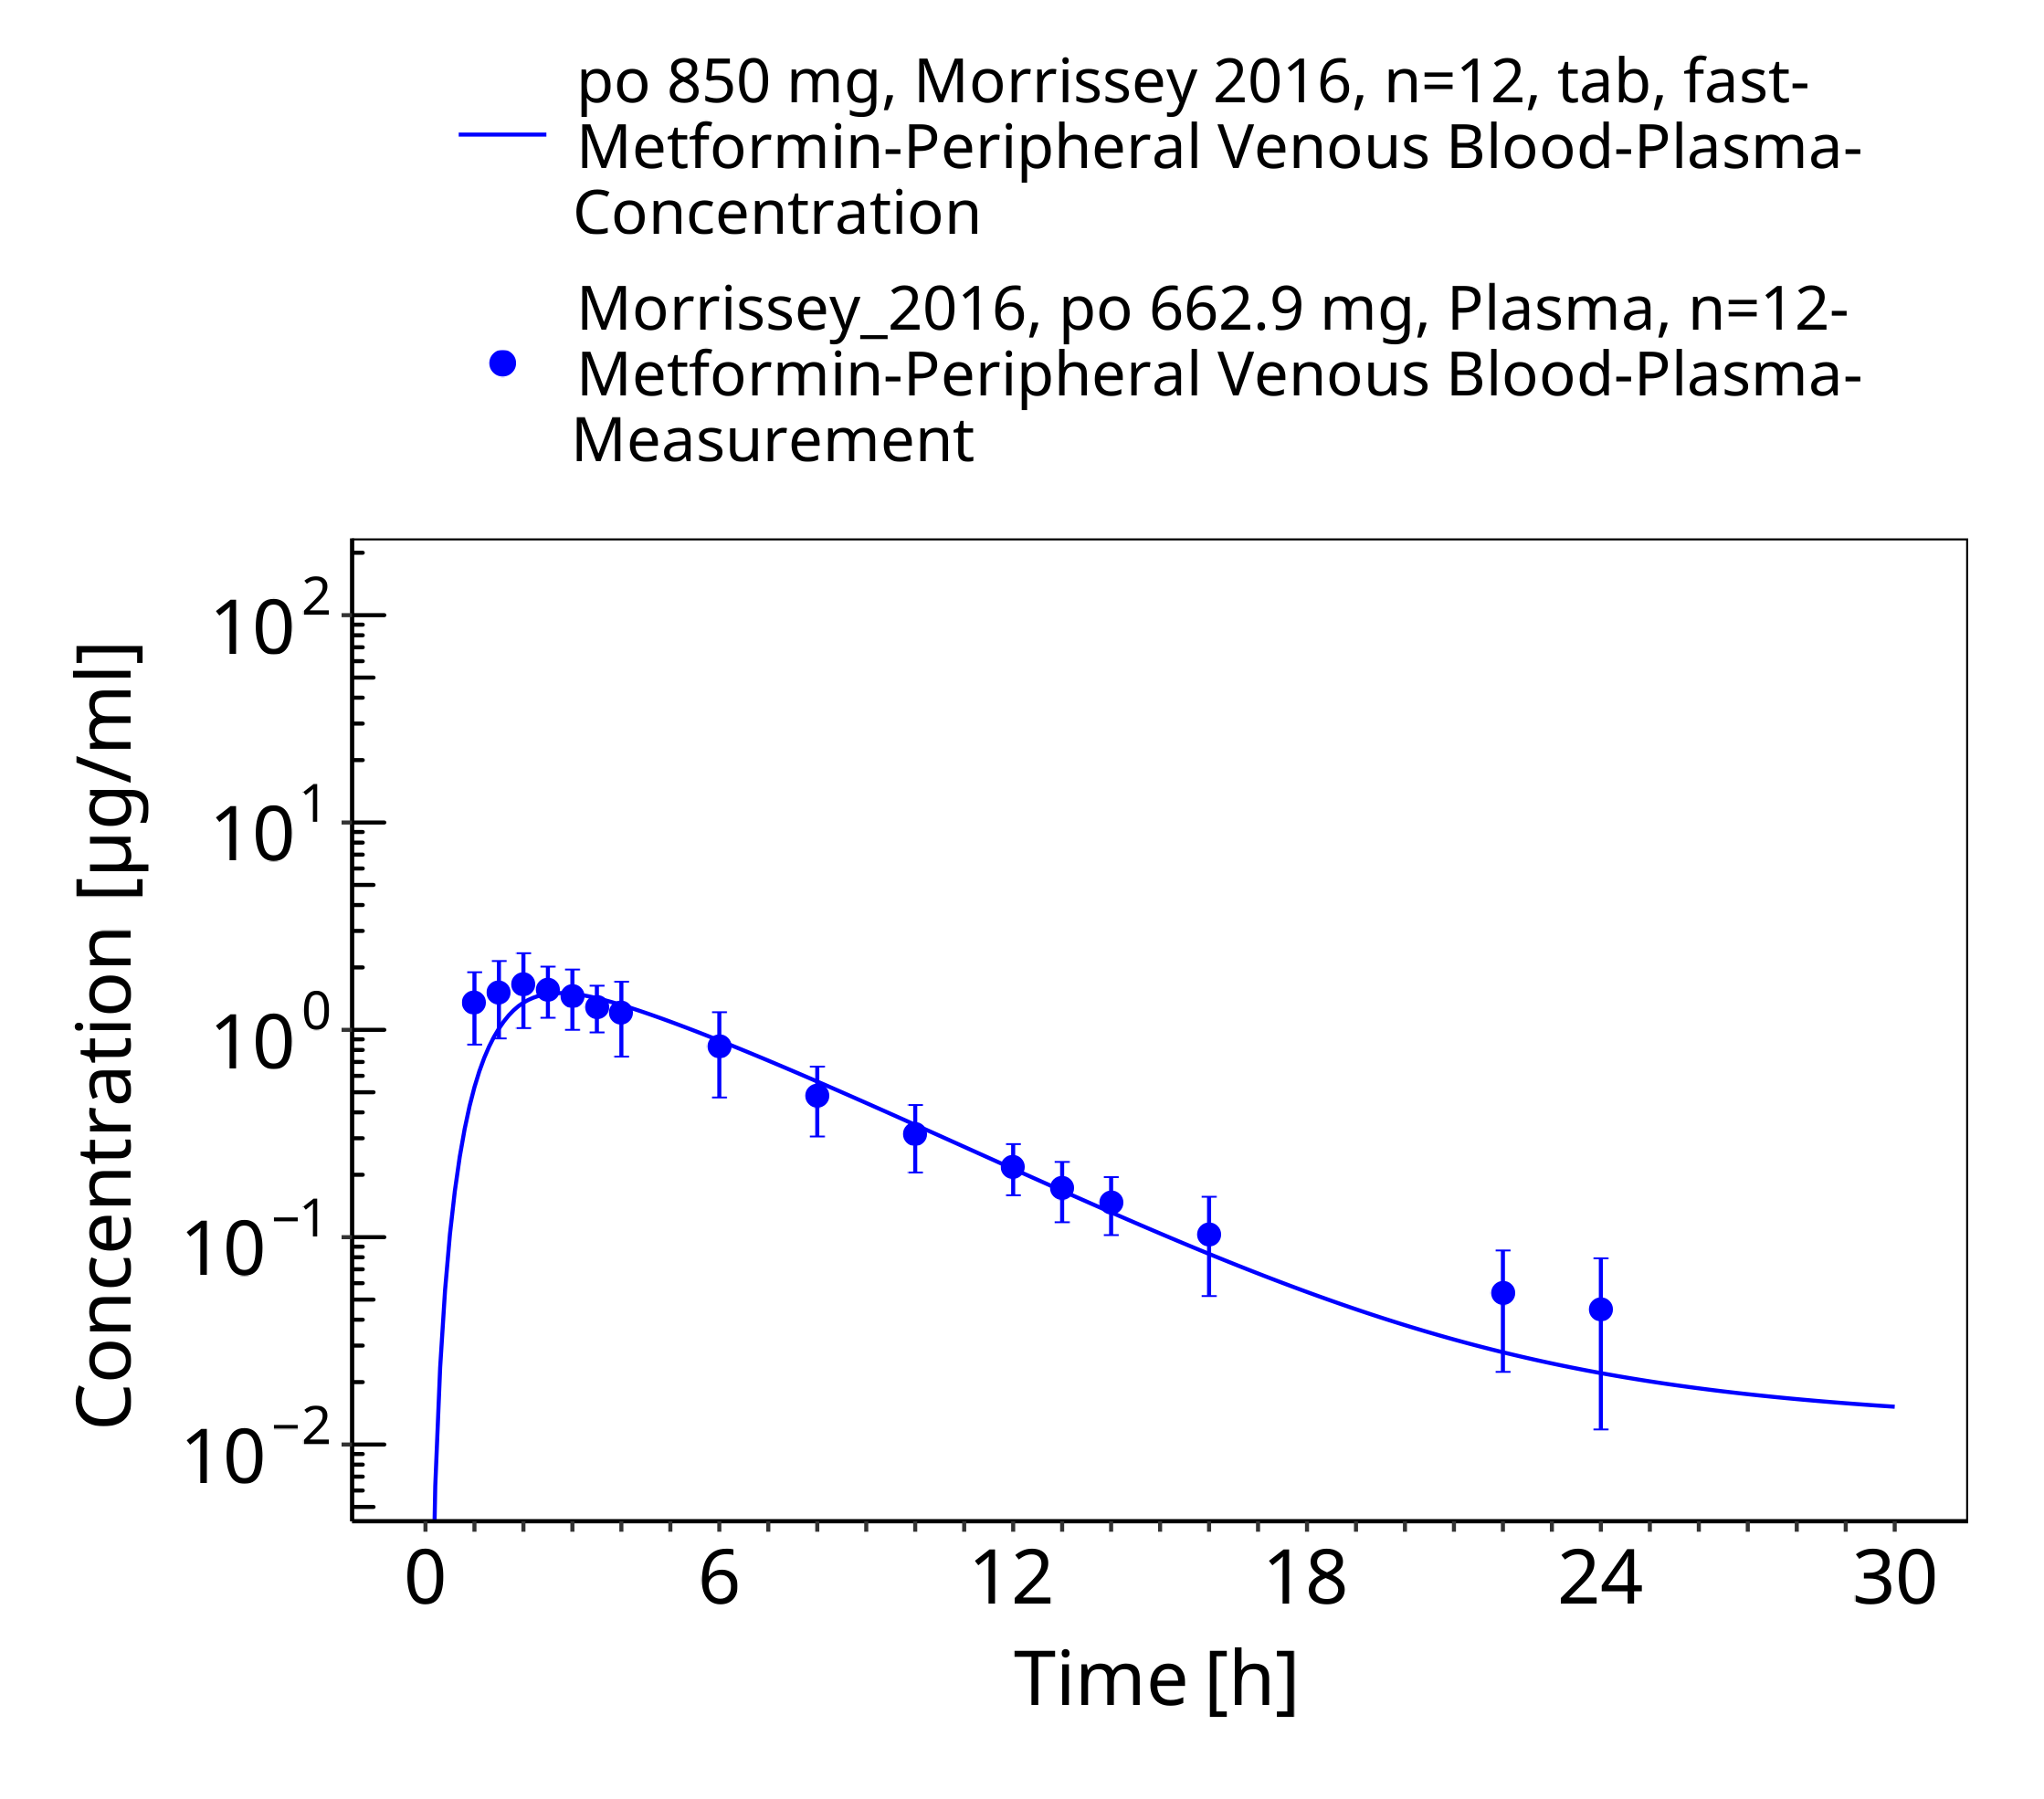 po 850 mg, Morrissey 2016, n=12, tab, fast-
Metformin-Peripheral Venous Blood-Plasma-
Concentration
Morrissey_2016, po 662.9 mg, Plasma, n=12-
Metformin-Peripheral Venous Blood-Plasma-
Measurement
Concentration [µg/ml]
10²
10¹
10⁰
10⁻¹
10⁻²
0 6 12 18 24 30
Time [h]